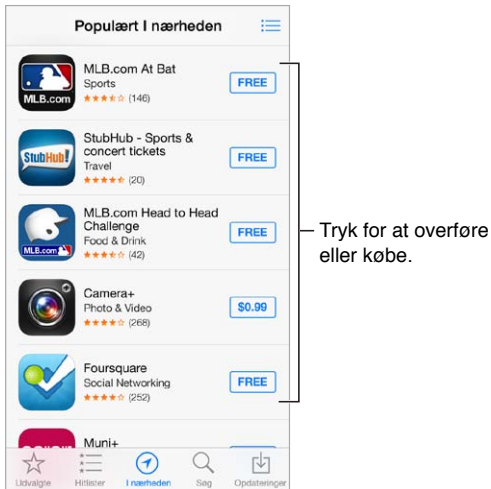 Populært I nærheden
MLB.com At Bat
Sports
(146)
FREE
MLB.com
StubHub - Sports &
concert tickets
Travel
(20)
FREE
StubHub!
MLB.com Head to Head
Challenge
Food & Drink
(42)
FREE
MLB.com
Camera+
Photo & Video
(268)
$0.99
Foursquare
Social Networking
(252)
FREE
Muni+
Udvalgte
Hitlister
I nærheden
Søg
Opdateringer
Tryk for at overføre
eller købe.